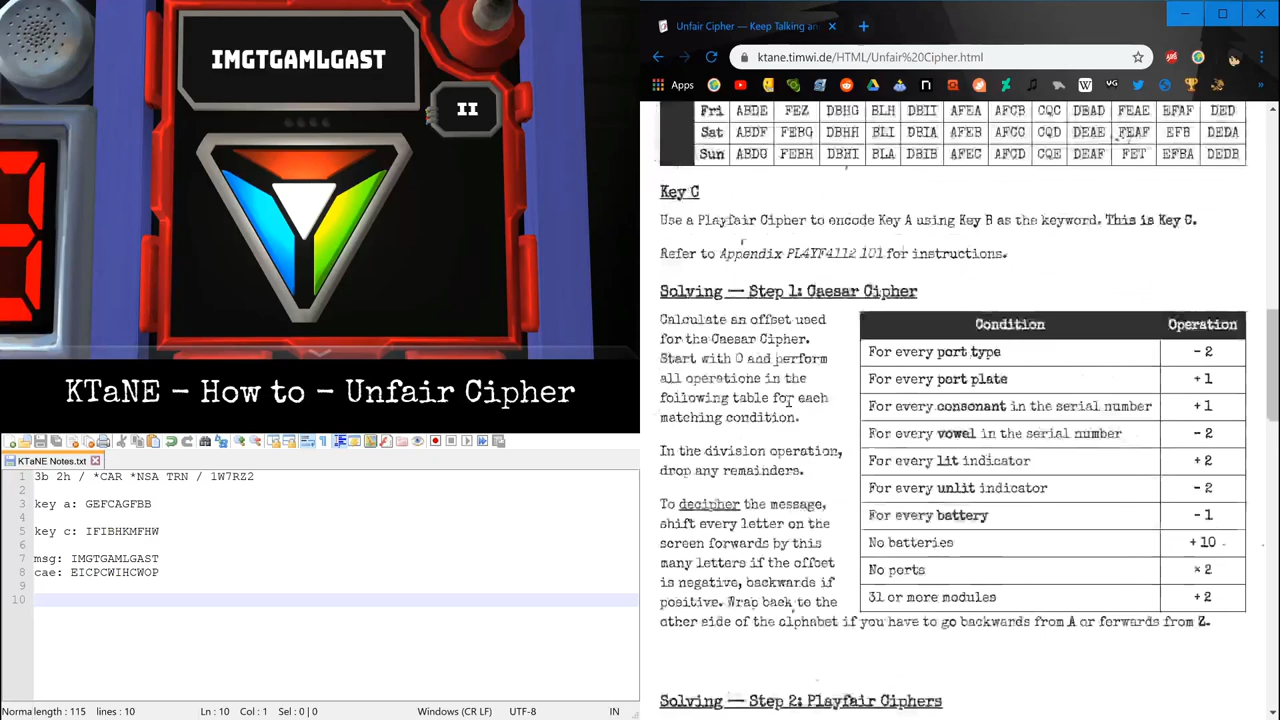 IMGTGAMLGAST
II
KTaNE – How to – Unfair Cipher
KTaNE Notes.txt
1 3b 2h / *CAR *NSA TRN / 1W7RZ2
2
3 key a: GEFCAGFBB
4
5 key c: IFIBHKMFHW
6
7 msg: IMGTGAMLGAST
8 cae: EICPCWIHCWOP
9
10
Norma length : 115 lines : 10 Ln : 10 Col : 1 Sel : 0 | 0 Windows (CR LF) UTF-8 IN
Unfair Cipher — Keep Talking an
ktane.timwi.de/HTML/Unfair%20Cipher.html
Apps
Fri ABDE FEZ DBHG BLH DBII AFEA AFCB CQC DEAD FEAE EFAF DED
Sat ABDF FEBG DBHH BLI DBIA AFEB AFCC CQD DEAE FEAF EFB DEDA
Sun ABDG FEBH DBHI BLA DBIB AFEC AFCD CQE DEAF FET EFBA DEDB
Key C
Use a Playfair Cipher to encode Key A using Key B as the keyword. This is Key C.
Refer to Appendix PL4YF4112 101 for instructions.
Solving — Step 1: Caesar Cipher
Calculate an offset used
for the Caesar Cipher.
Start with 0 and perform
all operations in the
following table for each
matching condition.
In the division operation,
drop any remainders.
To decipher the message,
shift every letter on the
screen forwards by this
many letters if the offset
is negative, backwards if
positive. Wrap back to the
other side of the alphabet if you have to go backwards from A or forwards from Z.
Condition Operation
For every port type - 2
For every port plate + 1
For every consonant in the serial number + 1
For every vowel in the serial number - 2
For every lit indicator + 2
For every unlit indicator - 2
For every battery - 1
No batteries + 10
No ports × 2
31 or more modules ÷ 2
Solving — Step 2: Playfair Ciphers